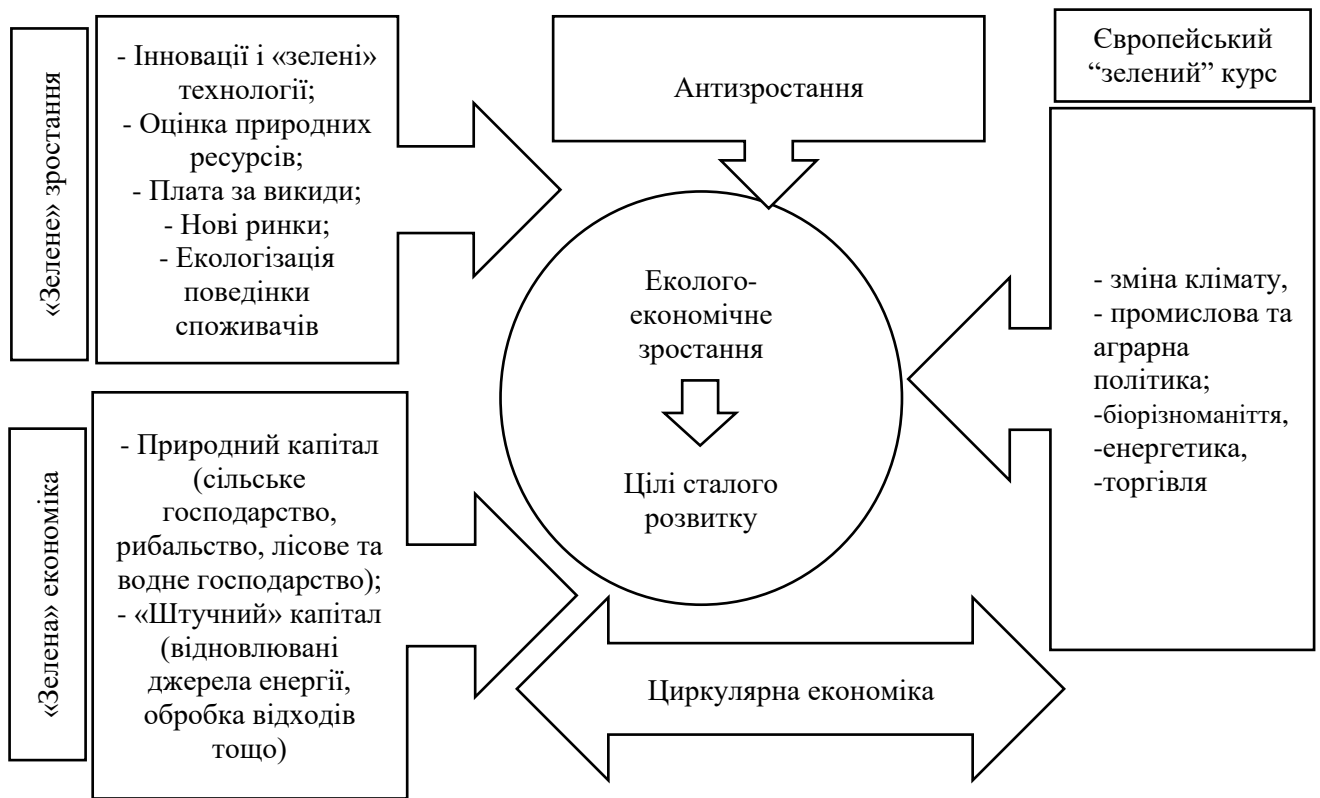 «Зелене» зростання
- Інновації і «зелені»
технології;
- Оцінка природних
ресурсів;
- Плата за викиди;
- Нові ринки;
- Екологізація
поведінки
споживачів
Антизростання
Європейський
“зелений” курс
- зміна клімату,
- промислова та
аграрна
політика;
-біорізноманіття,
-енергетика,
-торгівля
Еколого-
економічне
зростання
Цілі сталого
розвитку
«Зелена» економіка
- Природний капітал
(сільське
господарство,
рибальство, лісове та
водне господарство);
- «Штучний» капітал
(відновлювані
джерела енергії,
обробка відходів
тощо)
Циркулярна економіка